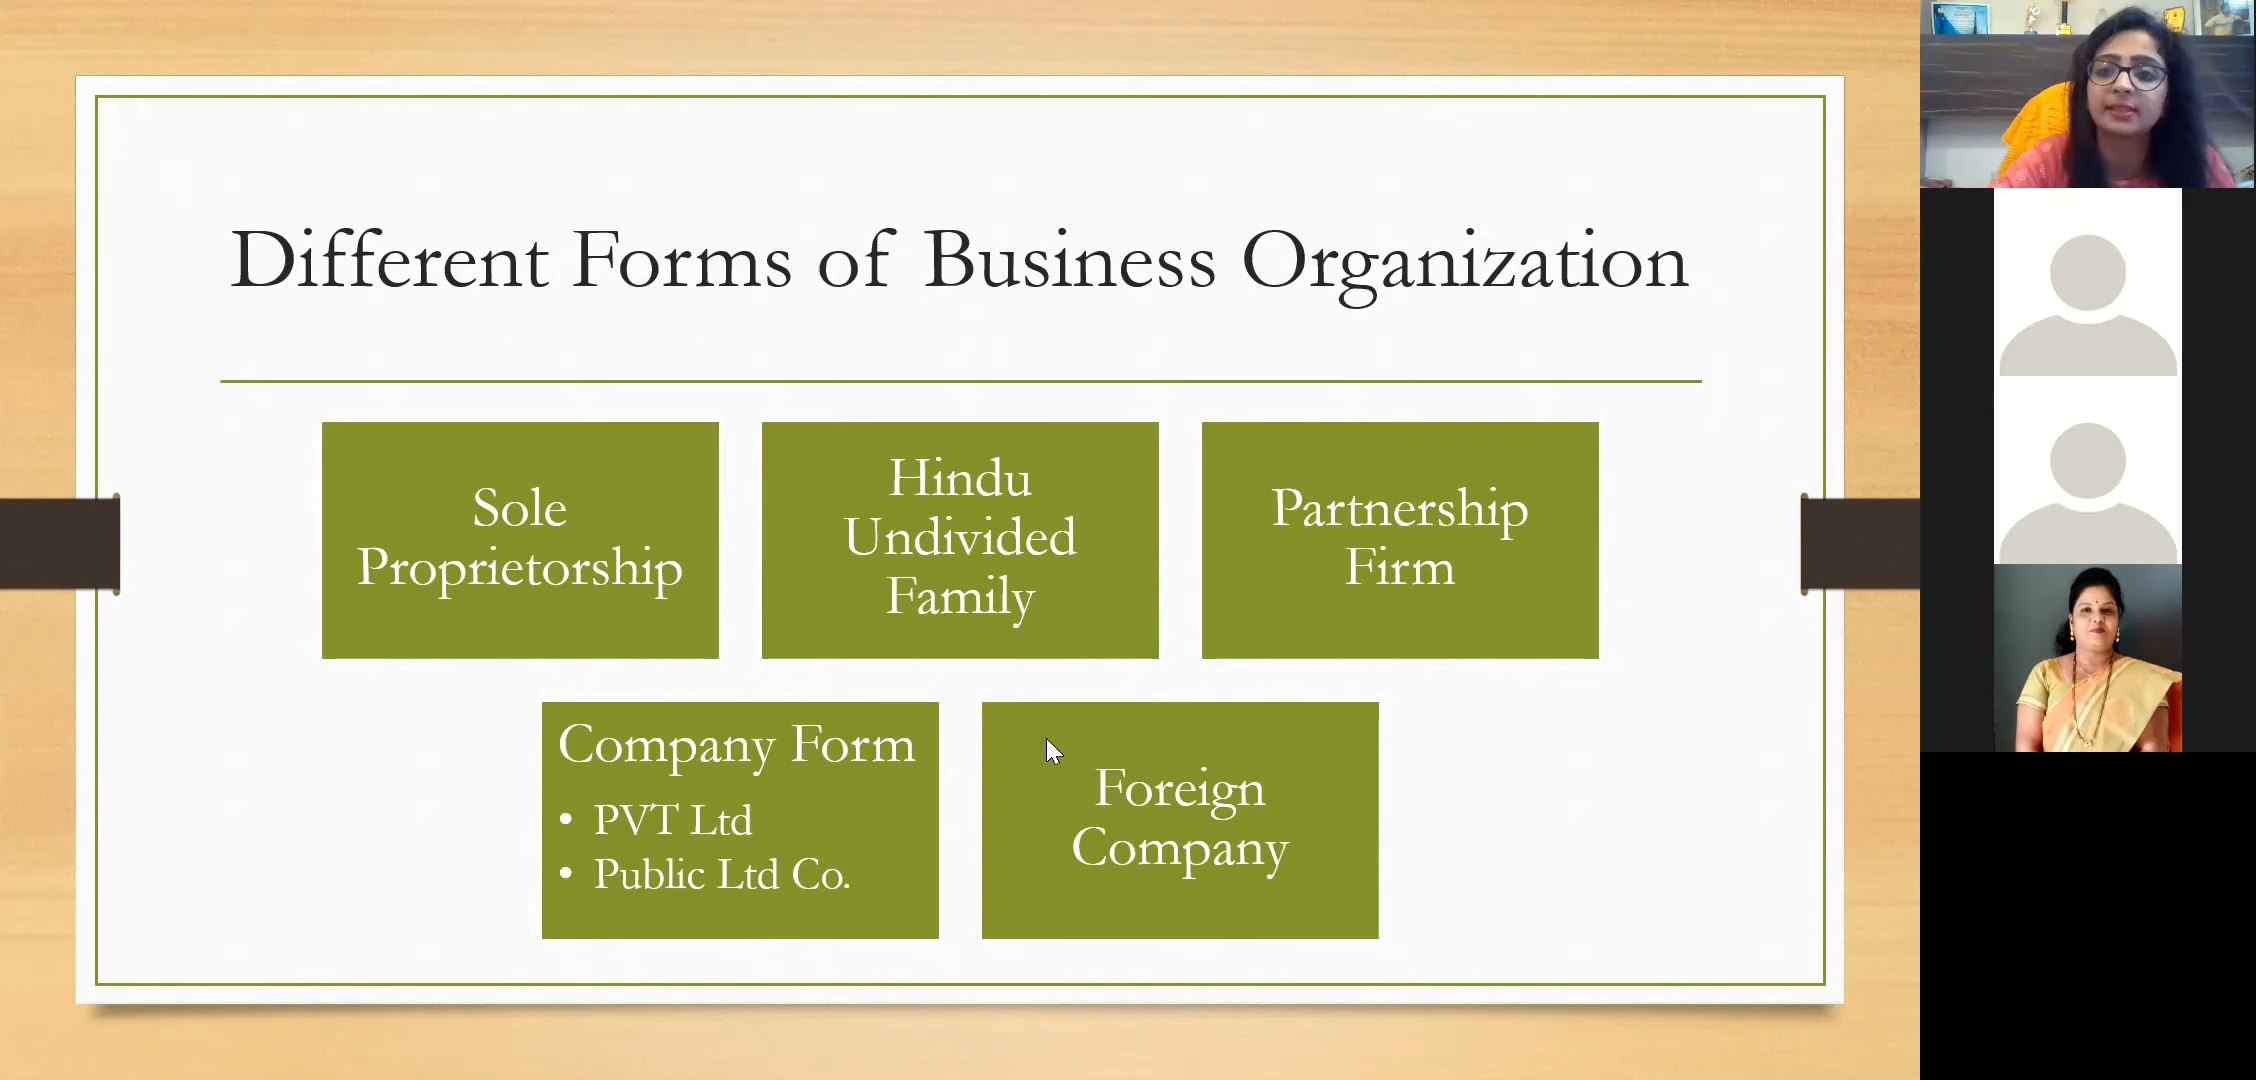 Different Forms of Business Organization
Sole
Proprietorship
Hindu
Undivided
Family
Partnership
Firm
Company Form
• PVT Ltd
• Public Ltd Co.
Foreign
Company